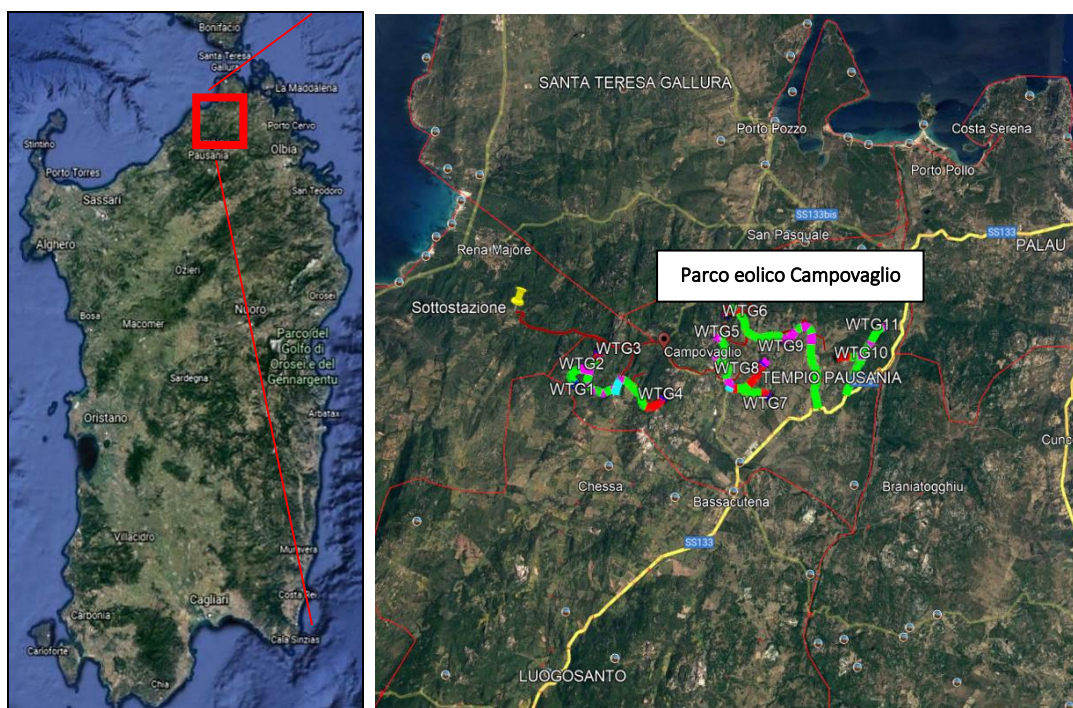 Bonifacio
Santa Teresa
Gallura
La Maddalena
Porto Cervo
Olbia
Pausania
Stintino
Porto Torres
Sassari
San Teodoro
Alghero
Ozieri
Nuoro
Orosei
Bosa
Macomer
Parco del
Golfo di
Orosei e del
Gennargentu
Sardegna
Oristano
Arbatax
Villacidro
Muravera
Costa Rei
Cagliari
Carbonia
Cala Sinzias
Carloforte
Chia
SANTA TERESA GALLURA
Porto Pozzo
Costa Serena
Porto Pollo
SS133bis
San Pasquale
SS133
PALAU
Rena Majore
Parco eolico Campovaglio
Sottostazione
WTG6
WTG5
WTG11
WTG3
Campovaglio
WTG9
WTG10
WTG2
WTG8
TEMPIO PAUSANIA
WTG1
WTG4
WTG7
Chessa
Bassacutena
Braniatogghiu
SS133
LUOGOSANTO